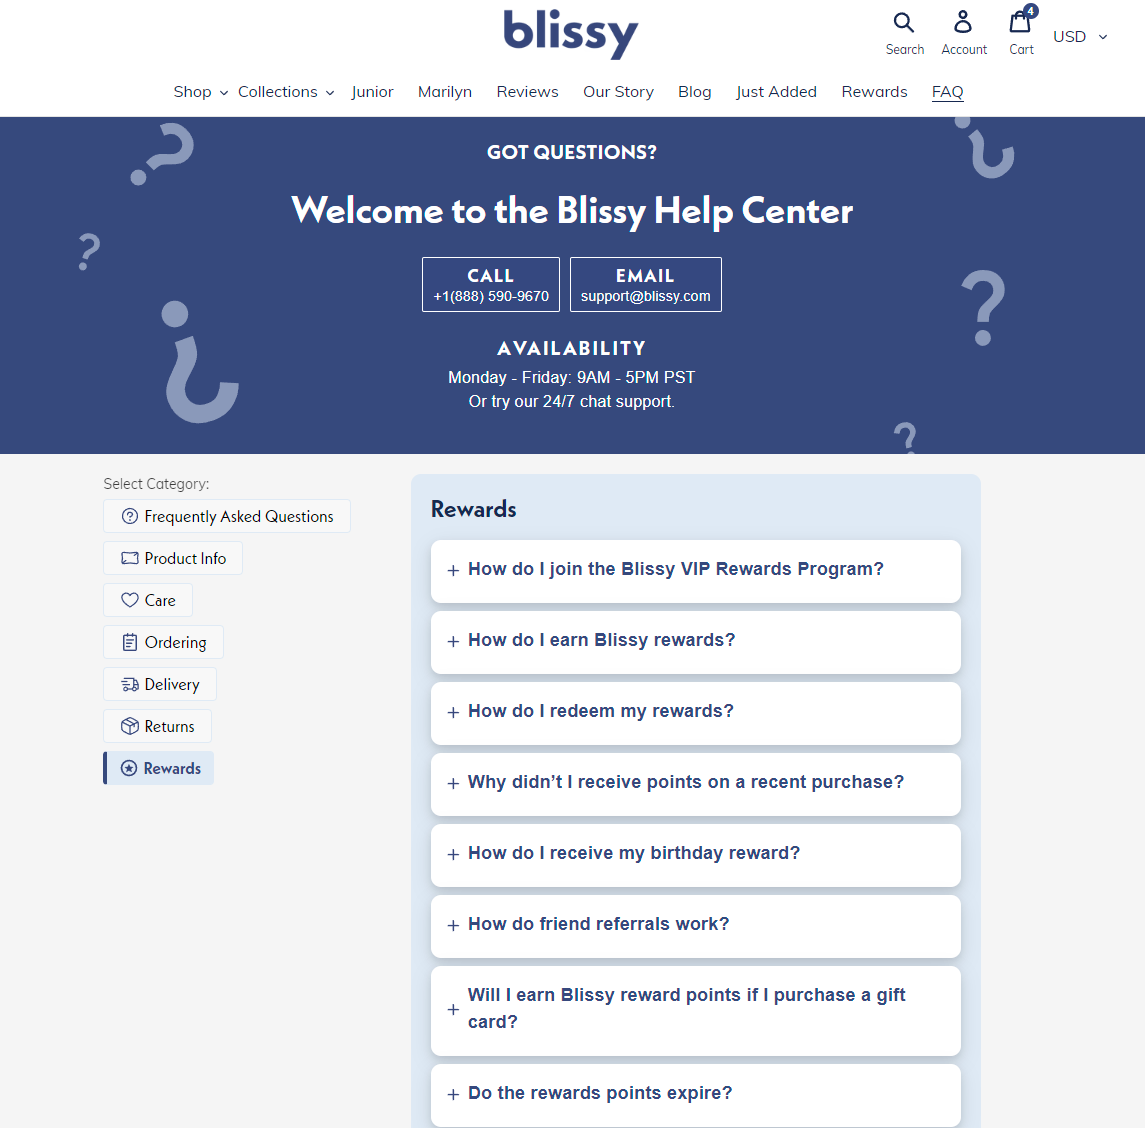 blissy
4
Search
Account
Cart
USD
Shop
Collections
Junior
Marilyn
Reviews
Our Story
Blog
Just Added
Rewards
FAQ
GOT QUESTIONS?
Welcome to the Blissy Help Center
CALL
+1(888) 590-9670
EMAIL
support@blissy.com
AVAILABILITY
Monday - Friday: 9AM - 5PM PST
Or try our 24/7 chat support.
Select Category:
Frequently Asked Questions
Product Info
Care
Ordering
Delivery
Returns
Rewards
Rewards
How do I join the Blissy VIP Rewards Program?
How do I earn Blissy rewards?
How do I redeem my rewards?
Why didn’t I receive points on a recent purchase?
How do I receive my birthday reward?
How do friend referrals work?
Will I earn Blissy reward points if I purchase a gift
card?
Do the rewards points expire?